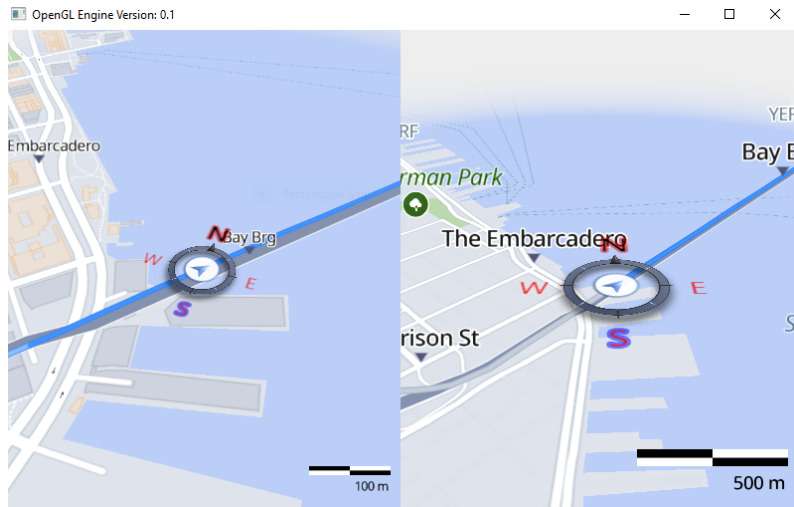 OpenGL Engine Version: 0.1
Embarcadero
N
Bay Brg
W
E
S
100 m
YER
RF
Bay B
rman Park
The Embarcadero
N
W
E
S
rison St
S
500 m